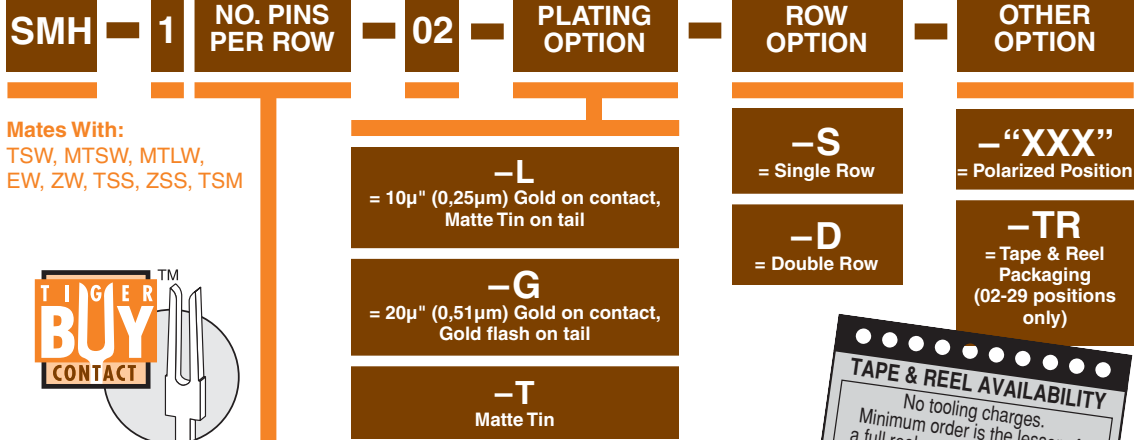 SMH
1
NO. PINS
PER ROW
02
PLATING
OPTION
ROW
OPTION
OTHER
OPTION
Mates With:
TSW, MTSW, MTLW,
EW, ZW, TSS, ZSS, TSM
–L
= 10µ" (0,25µm) Gold on contact,
Matte Tin on tail
–G
= 20µ" (0,51µm) Gold on contact,
Gold flash on tail
–T
Matte Tin
–S
= Single Row
–D
= Double Row
–“XXX”
= Polarized Position
–TR
= Tape & Reel
Packaging
(02-29 positions
only)
TIGER
BUY
CONTACT
TM
TAPE & REEL AVAILABILITY
No tooling charges.
Minimum order is the
a full